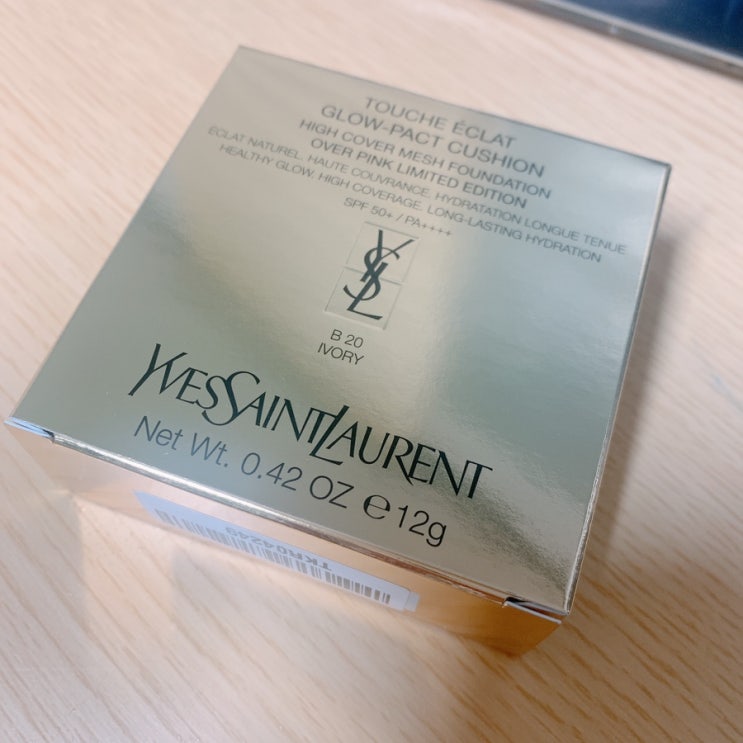 TOUCHE ÉCLAT
GLOW-PACT CUSHION
HIGH COVER MESH FOUNDATION
OVER PINK LIMITED EDITION
ÉCLAT NATUREL, HAUTE COUVRANCE, HYDRATATION LONGUE TENUE
HEALTHY GLOW, HIGH COVERAGE, LONG-LASTING HYDRATION
SPF 50+ / PA++++
YSL
B 20
IVORY
YVESSAINTLAURENT
Net Wt. 0.42 OZ ℮12g
TKR04249